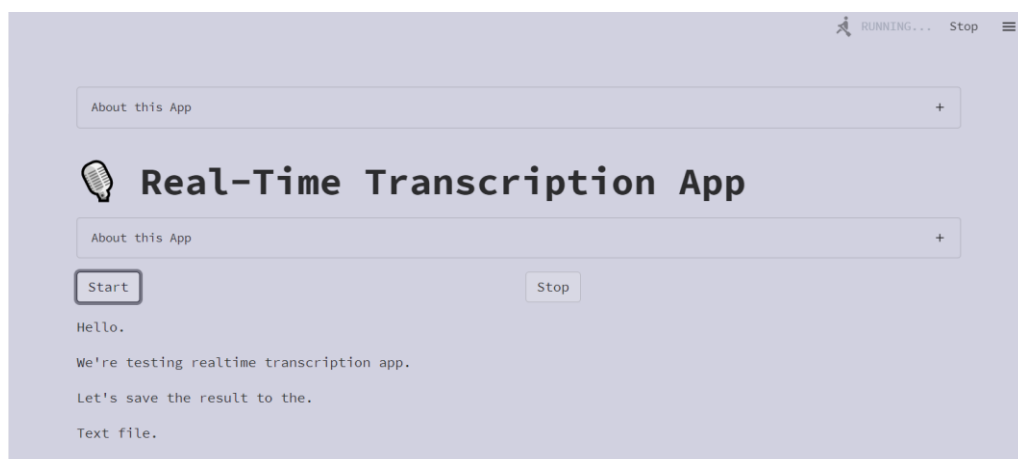 RUNNING... Stop
About this App +
Real-Time Transcription App
About this App +
Start Stop
Hello.
We're testing realtime transcription app.
Let's save the result to the.
Text file.